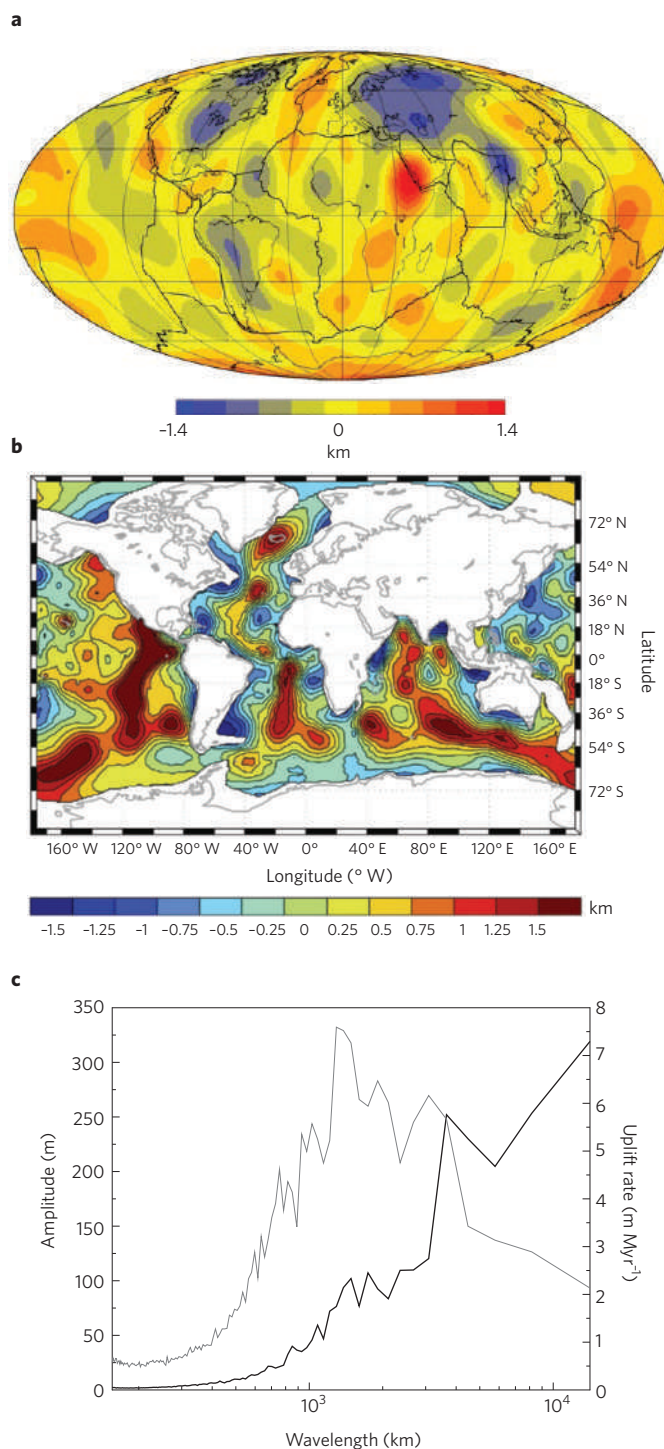 a
-1.4 0 1.4
km
b
72° N
54° N
36° N
18° N
0°
18° S
36° S
54° S
72° S
Latitude
160° W 120° W 80° W 40° W 0° 40° E 80° E 120° E 160° E
Longitude (° W)
km
-1.5 -1.25 -1 -0.75 -0.5 -0.25 0 0.25 0.5 0.75 1 1.25 1.5
c
350
300
250
200
150
100
50
0
Amplitude (m)
8
7
6
5
4
3
2
1
0
Uplift rate (m Myr⁻¹)
10³ 10⁴
Wavelength (km)